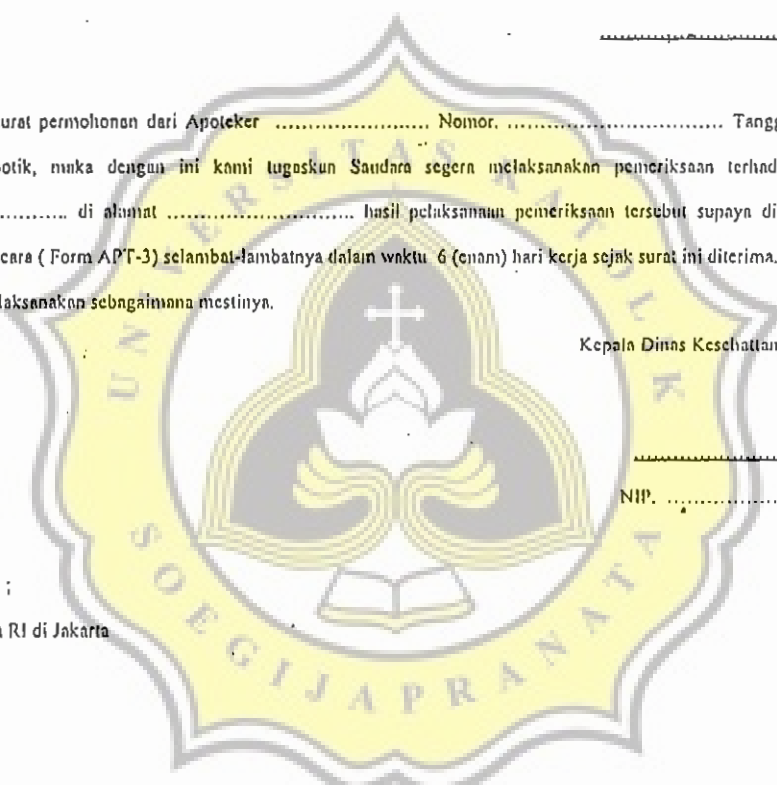 ...............................
urat permohonan dari Apoteker ....................... Nomor. ................................. Tangg
otik, maka dengan ini kami tugaskan Saudara segera melaksanakan pemeriksaan terhad
........... di alamat ............................ hasil pelaksanaan pemeriksaan tersebut supaya di
cara ( Form APT-3) selambat-lambatnya dalam waktu 6 (enam) hari kerja sejak surat ini diterima.
laksanakan sebagaimana mestinya.
Kepala Dinas Kesehattan
.........................
NIP. .................
;
RI di Jakarta
UNIVERSITAS KATOLIK
SOEGIJAPRANATA